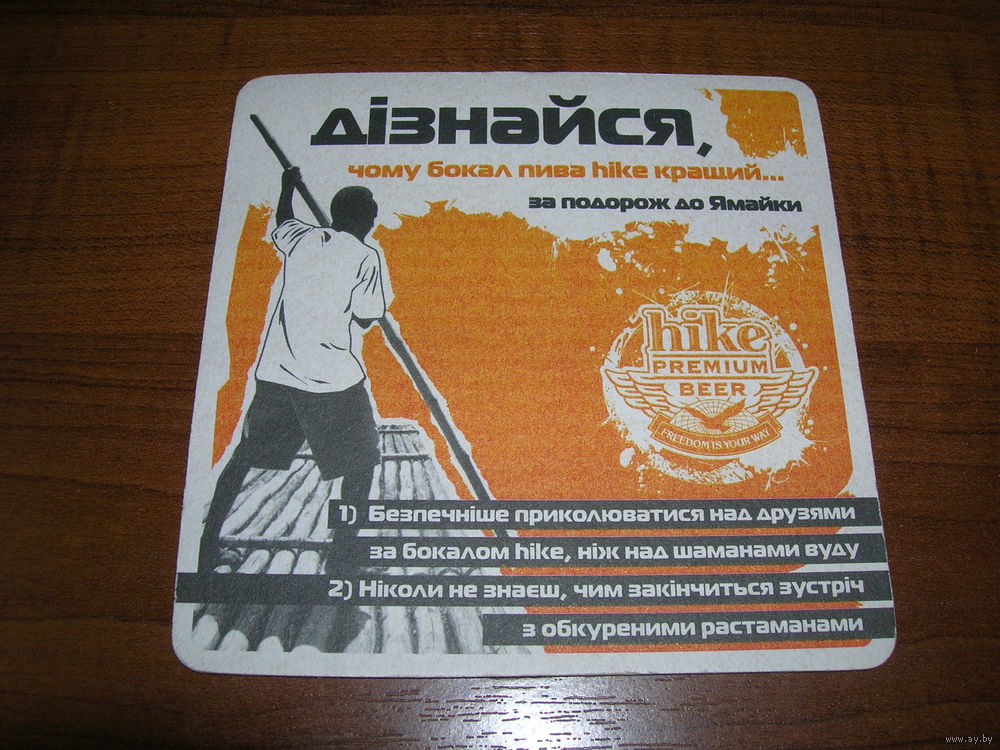 Дізнайся,
чому бокал пива hike кращий...
за подорож до Ямайки
hike
PREMIUM
BEER
FREEDOM IS YOUR WAY
1) Безпечніше приколюватися над друзями
за бокалом hike, ніж над шаманами вуду
2) Ніколи не знаєш, чим закінчиться зустріч
з обкуреними растаманами
www.ay.by